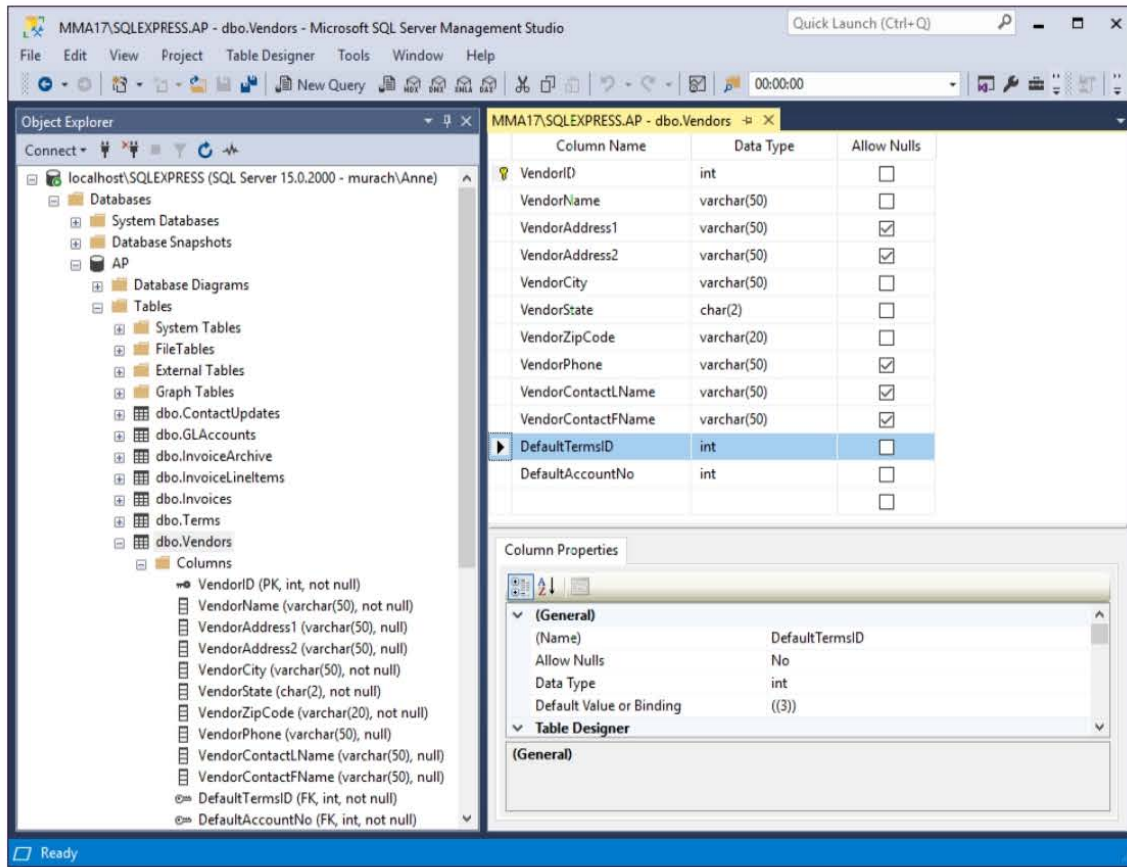 MMA17\SQLEXPRESS.AP - dbo.Vendors - Microsoft SQL Server Management Studio
Quick Launch (Ctrl+Q)
File Edit View Project Table Designer Tools Window Help
New Query
00:00:00
Object Explorer
Connect
localhost\SQLEXPRESS (SQL Server 15.0.2000 - murach\Anne)
Databases
System Databases
Database Snapshots
AP
Database Diagrams
Tables
System Tables
FileTables
External Tables
Graph Tables
dbo.ContactUpdates
dbo.GLAccounts
dbo.InvoiceArchive
dbo.InvoiceLineItems
dbo.Invoices
dbo.Terms
dbo.Vendors
Columns
VendorID (PK, int, not null)
VendorName (varchar(50), not null)
VendorAddress1 (varchar(50), null)
VendorAddress2 (varchar(50), null)
VendorCity (varchar(50), not null)
VendorState (char(2), not null)
VendorZipCode (varchar(20), not null)
VendorPhone (varchar(50), null)
VendorContactLName (varchar(50), null)
VendorContactFName (varchar(50), null)
DefaultTermsID (FK, int, not null)
DefaultAccountNo (FK, int, not null)
MMA17\SQLEXPRESS.AP - dbo.Vendors
Column Name Data Type Allow Nulls
VendorID int
VendorName varchar(50)
VendorAddress1 varchar(50)
VendorAddress2 varchar(50)
VendorCity varchar(50)
VendorState char(2)
VendorZipCode varchar(20)
VendorPhone varchar(50)
VendorContactLName varchar(50)
VendorContactFName varchar(50)
DefaultTermsID int
DefaultAccountNo int
Column Properties
(General)
(Name) DefaultTermsID
Allow Nulls No
Data Type int
Default Value or Binding ((3))
Table Designer
(General)
Ready